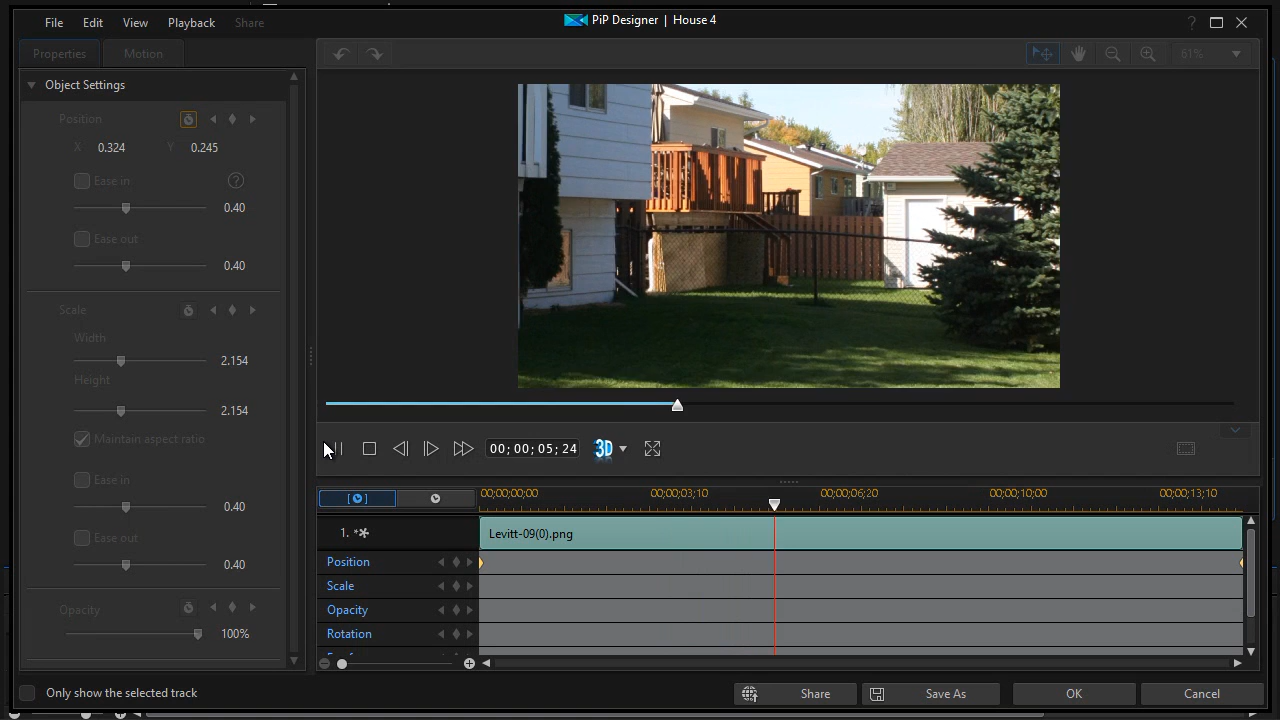 File Edit View Playback Share
PiP Designer | House 4
?
Properties Motion
61%
Object Settings
Position
X 0.324 Y 0.245
Ease in ?
0.40
Ease out
0.40
Scale
Width
2.154
Height
2.154
Maintain aspect ratio
Ease in
0.40
Ease out
0.40
Opacity
100%
00; 00; 05; 24
3D
00;00;00;00 00;00;03;10 00;00;06;20 00;00;10;00 00;00;13;10
1. Levitt-09(0).png
Position
Scale
Opacity
Rotation
Only show the selected track
Share Save As OK Cancel